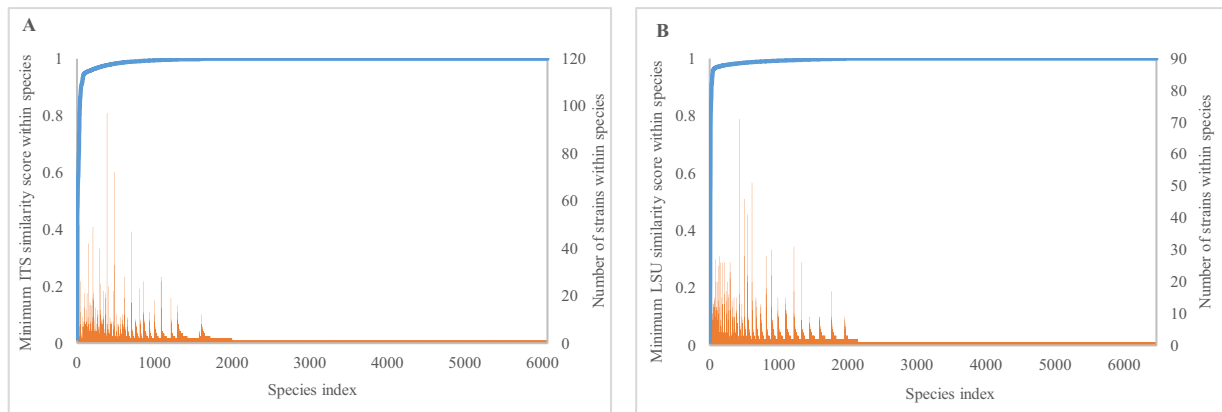 A
Minimum ITS similarity score within species
1
0.8
0.6
0.4
0.2
0
120
100
80
60
40
20
0
Number of strains within species
0 1000 2000 3000 4000 5000 6000
Species index
B
Minimum LSU similarity score within species
1
0.8
0.6
0.4
0.2
0
90
80
70
60
50
40
30
20
10
0
Number of strains within species
0 1000 2000 3000 4000 5000 6000
Species index